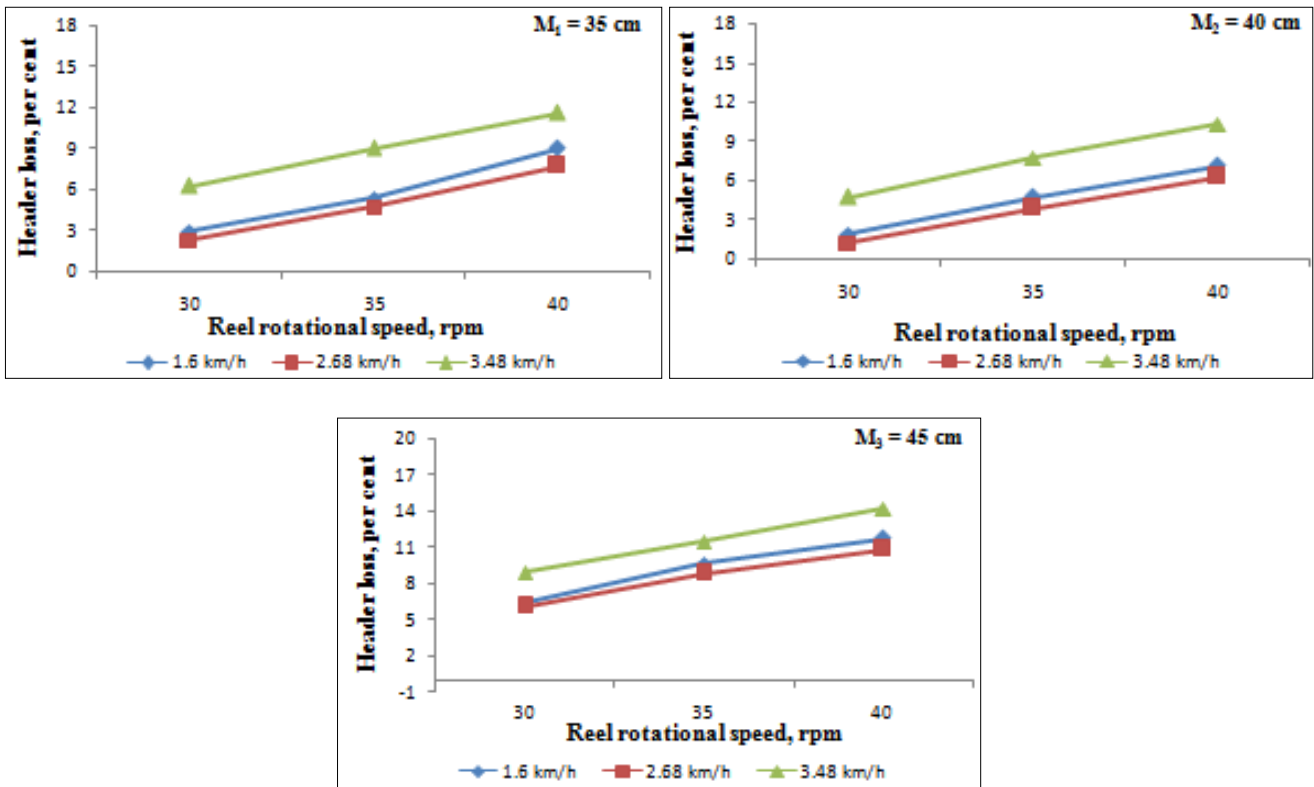 M₁ = 35 cm
Header loss, per cent
18
15
12
9
6
3
0
30 35 40
Reel rotational speed, rpm
1.6 km/h 2.68 km/h 3.48 km/h
M₂ = 40 cm
Header loss, per cent
18
15
12
9
6
3
0
30 35 40
Reel rotational speed, rpm
1.6 km/h 2.68 km/h 3.48 km/h
M₃ = 45 cm
Header loss, per cent
20
17
14
11
8
5
2
-1
30 35 40
Reel rotational speed, rpm
1.6 km/h 2.68 km/h 3.48 km/h